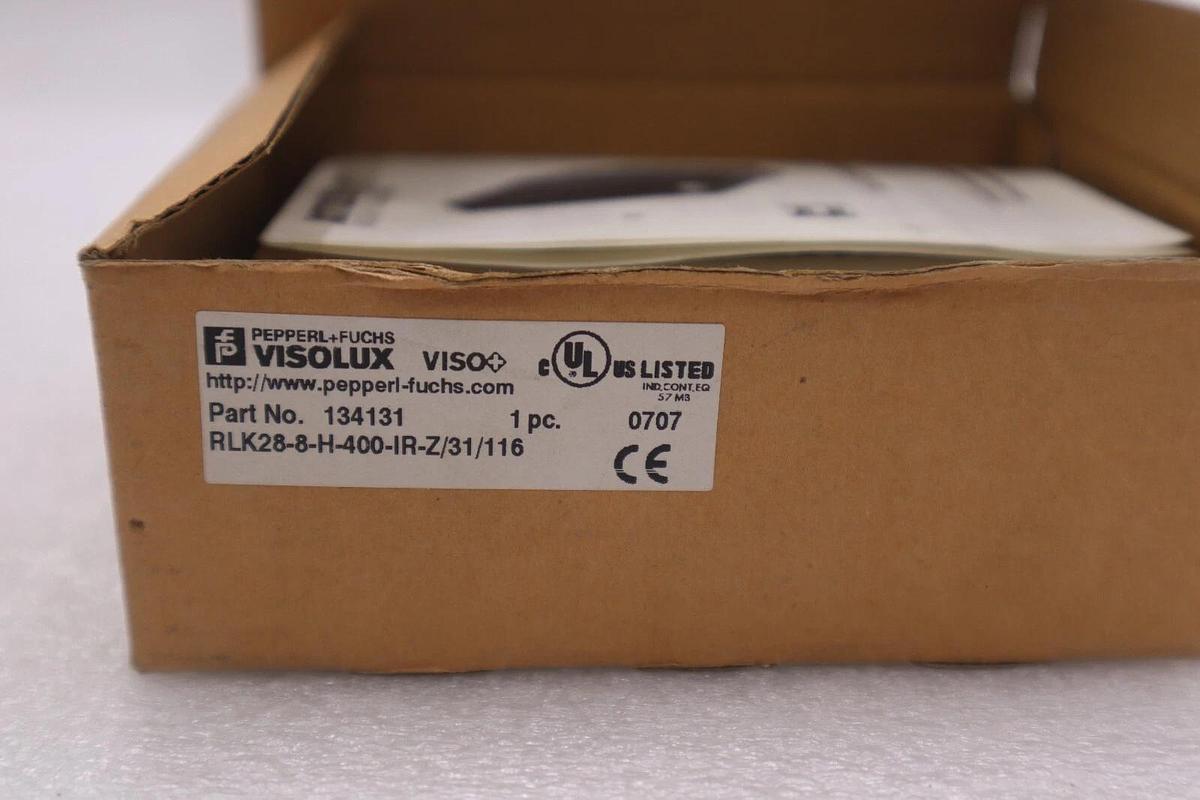 PEPPERL+FUCHS
VISOLUX VISO+
http://www.pepperl-fuchs.com
c UL US LISTED
IND.CONT.EQ
57 M3
Part No. 134131 1 pc. 0707
RLK28-8-H-400-IR-Z/31/116
CE